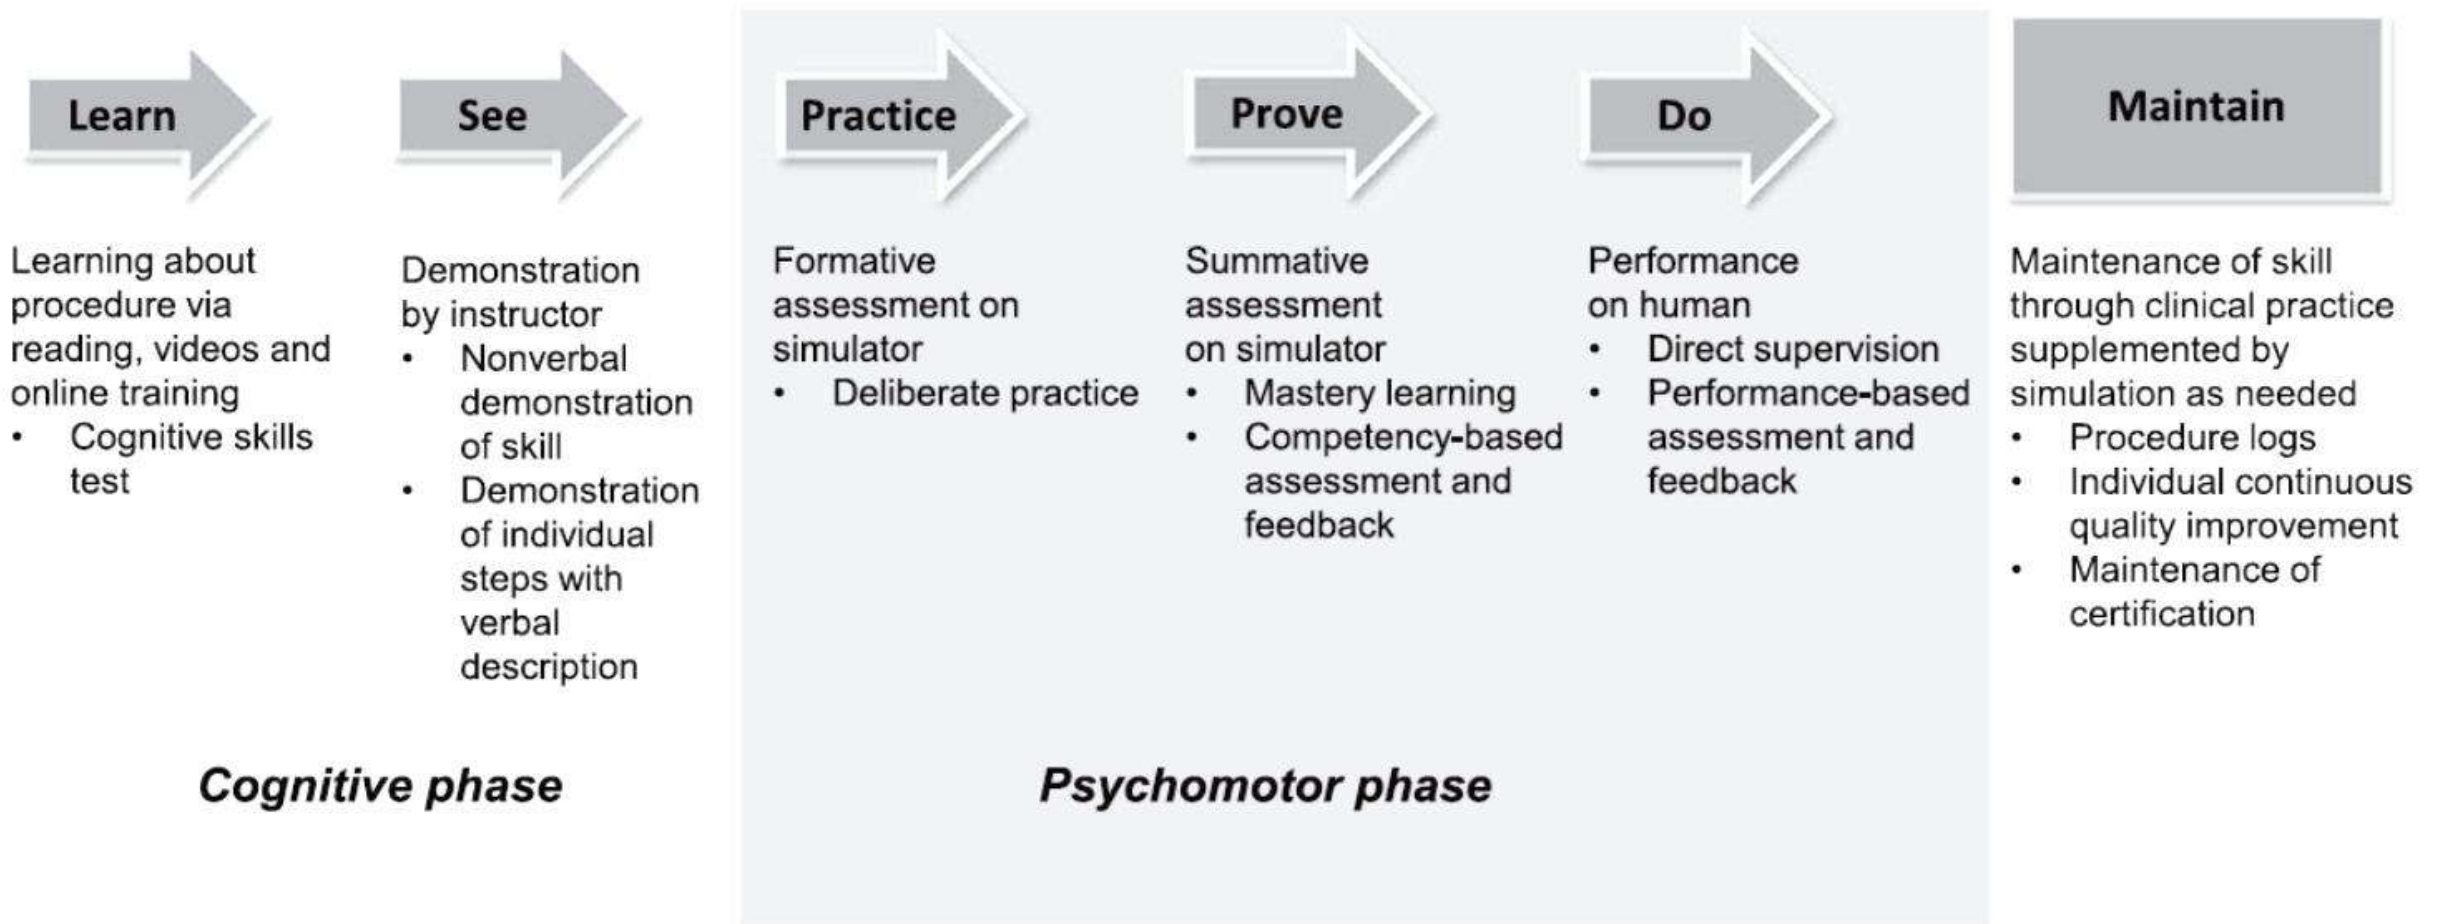 Learn
See
Practice
Prove
Do
Maintain
Learning about
procedure via
reading, videos and
online training
• Cognitive skills
test
Demonstration
by instructor
• Nonverbal
demonstration
of skill
• Demonstration
of individual
steps with
verbal
description
Formative
assessment on
simulator
• Deliberate practice
Summative
assessment
on simulator
• Mastery learning
• Competency-based
assessment and
feedback
Performance
on human
• Direct supervision
• Performance-based
assessment and
feedback
Maintenance of skill
through clinical practice
supplemented by
simulation as needed
• Procedure logs
• Individual continuous
quality improvement
• Maintenance of
certification
Cognitive phase
Psychomotor phase